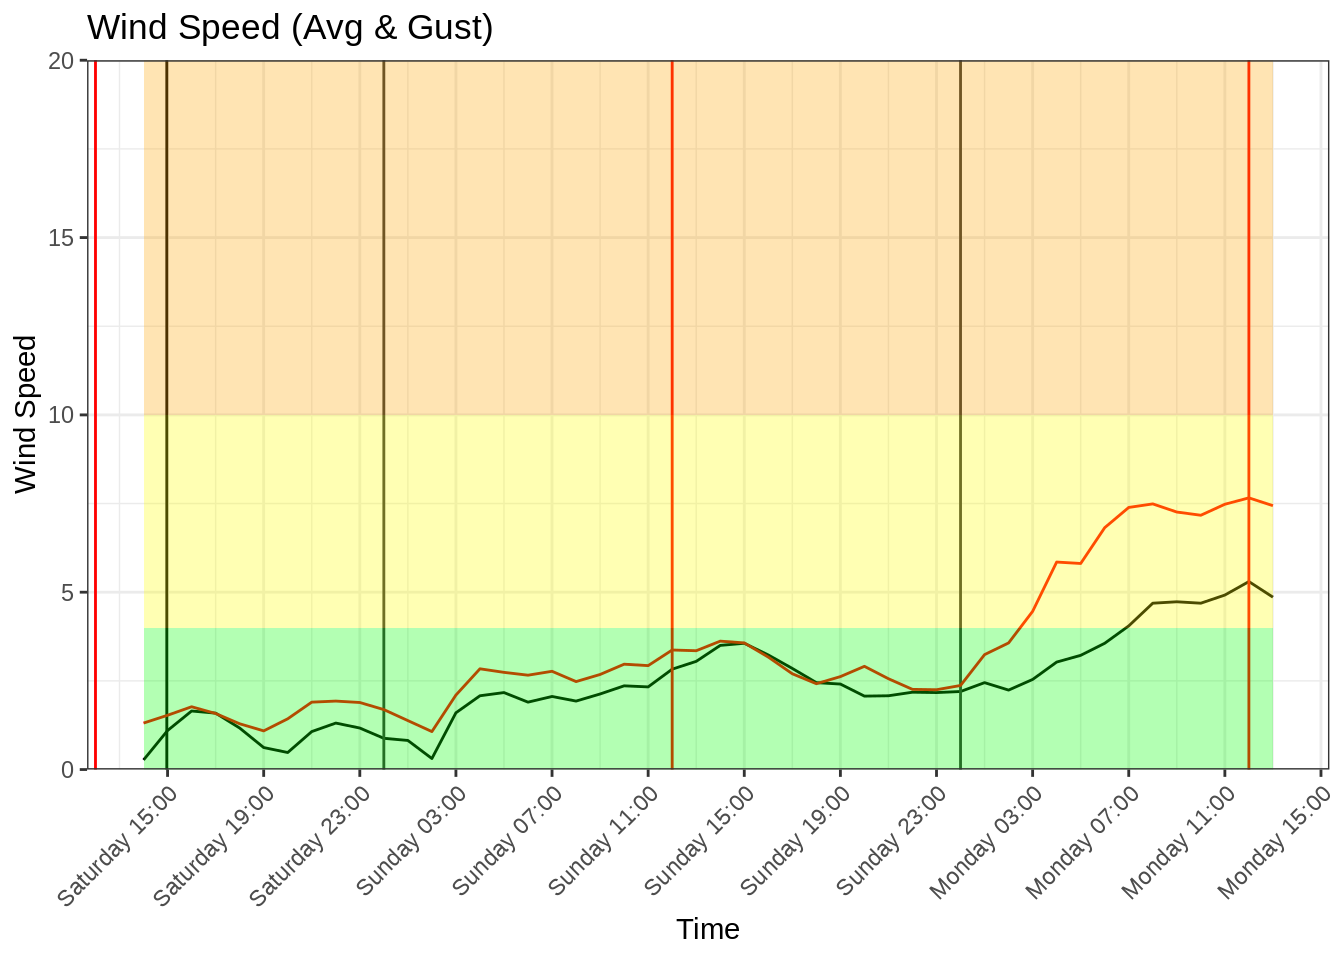 Wind Speed (Avg & Gust)
20
15
10
5
0
Wind Speed
Saturday 15:00
Saturday 19:00
Saturday 23:00
Sunday 03:00
Sunday 07:00
Sunday 11:00
Sunday 15:00
Sunday 19:00
Sunday 23:00
Monday 03:00
Monday 07:00
Monday 11:00
Monday 15:00
Time